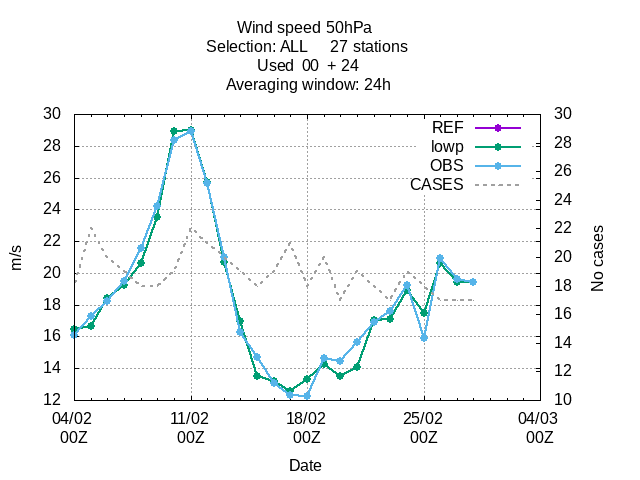 Wind speed 50hPa
Selection: ALL 27 stations
Used 00 + 24
Averaging window: 24h
30 30
28 28
26 26
24 24
22 22
20 20
18 18
16 16
14 14
12 12
10
REF
lowp
OBS
CASES
m/s
No cases
04/02 11/02 18/02 25/02 04/03
00Z 00Z 00Z 00Z 00Z
Date